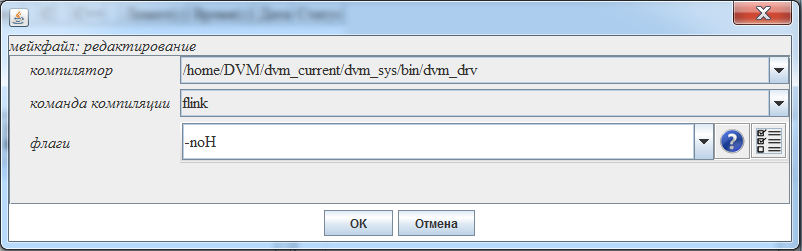 мейкфайл: редактирование
компилятор /home/DVM/dvm_current/dvm_sys/bin/dvm_drv
команда компиляции flink
флаги -noH
OK Отмена